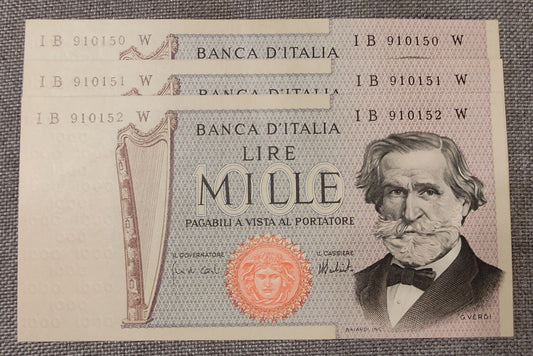 I B 910150 W
BANCA D'ITALIA
I B 910150 W
I B 910151 W
BANCA D'ITALIA
I B 910151 W
I B 910152 W
BANCA D'ITALIA
I B 910152 W
LIRE
1000
MILLE
PAGABILI A VISTA AL PORTATORE
IL GOVERNATORE
IL CASSIERE
G. VERDI